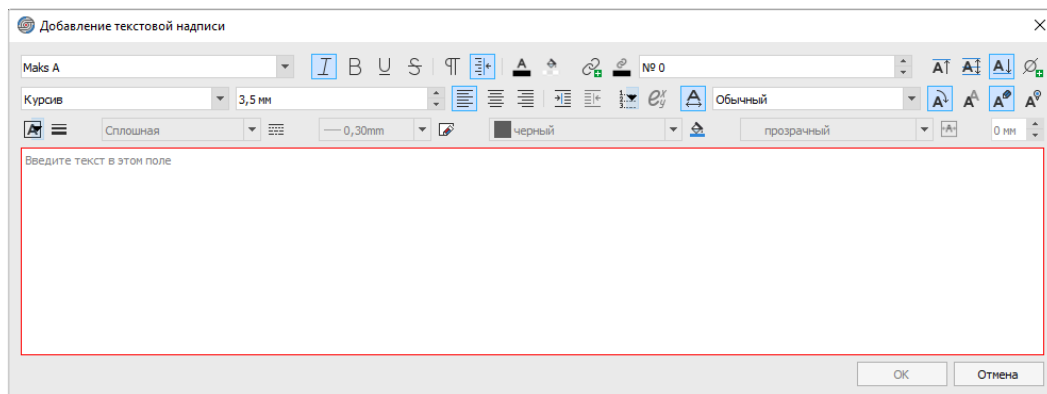 Добавление текстовой надписи
Maks A № 0
Курсив 3,5 мм Обычный
Сплошная 0,30mm черный прозрачный 0 мм
Введите текст в этом поле
OK Отмена